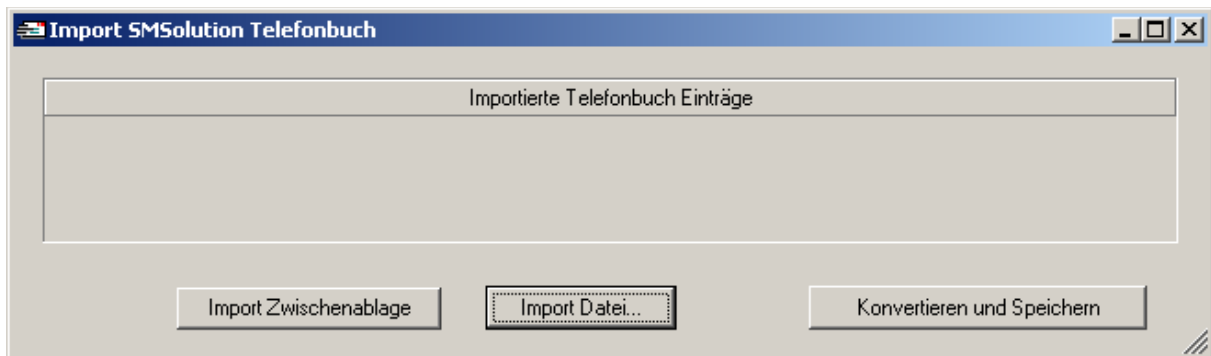 Import SMSolution Telefonbuch
Importierte Telefonbuch Einträge
Import Zwischenablage Import Datei... Konvertieren und Speichern